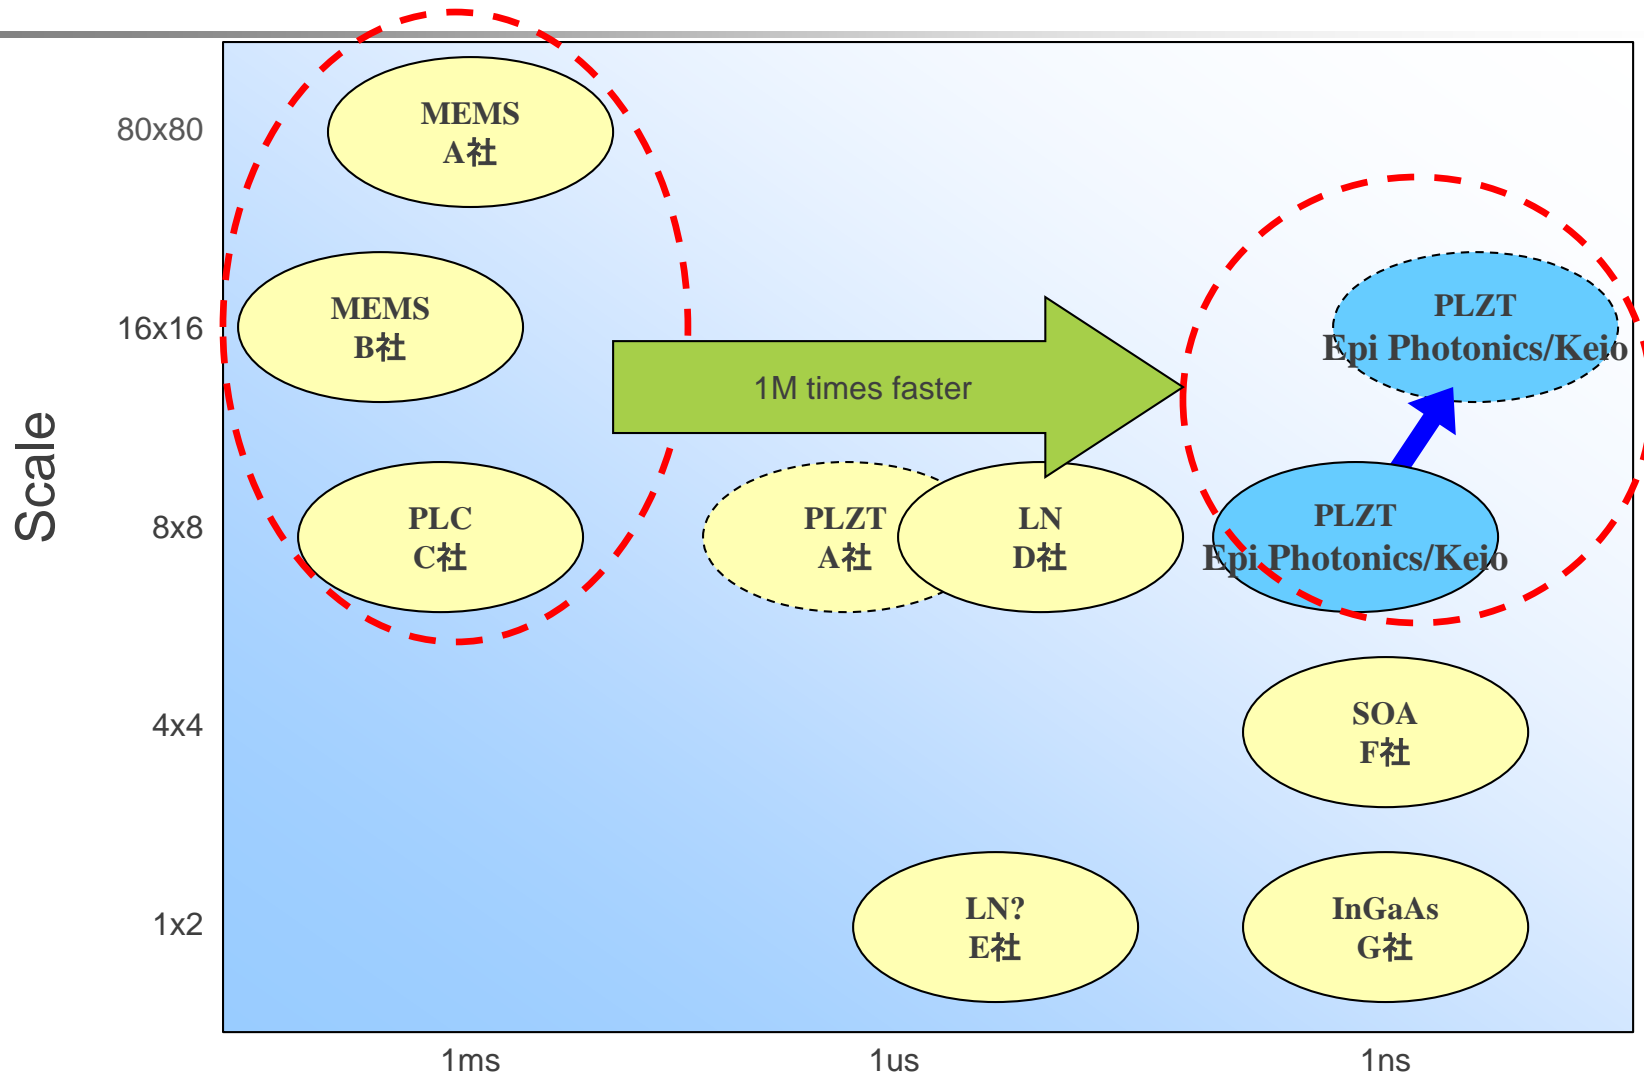 80x80
MEMS
A社
16x16
MEMS
B社
PLZT
Epi Photonics/Keio
1M times faster
Scale
8x8
PLC
C社
PLZT
A社
LN
D社
PLZT
Epi Photonics/Keio
4x4
SOA
F社
1x2
LN?
E社
InGaAs
G社
1ms
1us
1ns